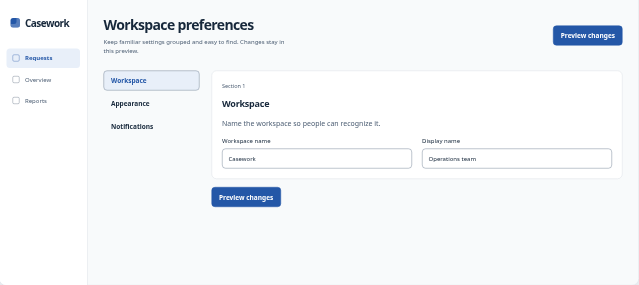 Casework
Requests
Overview
Reports
Workspace preferences
Keep familiar settings grouped and easy to find. Changes stay in
this preview.
Preview changes
Workspace
Appearance
Notifications
Section 1
Workspace
Name the workspace so people can recognize it.
Workspace name
Display name
Casework
Operations team
Preview changes